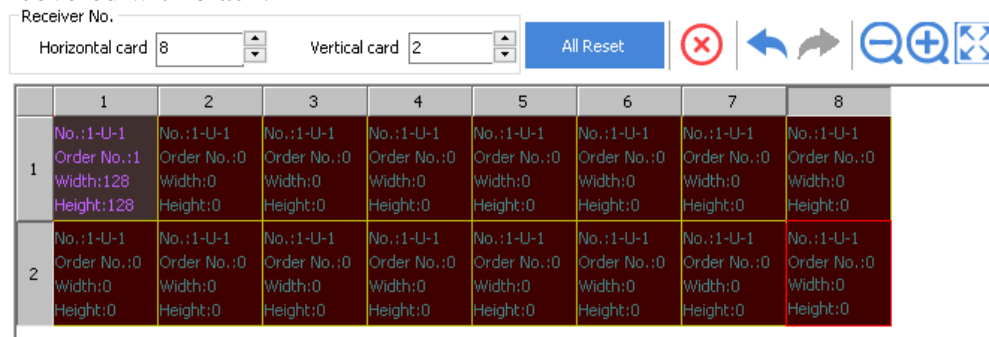 Receiver No.
Horizontal card 8 Vertical card 2 All Reset
1 2 3 4 5 6 7 8
1
No.:1-U-1 No.:1-U-1 No.:1-U-1 No.:1-U-1 No.:1-U-1 No.:1-U-1 No.:1-U-1 No.:1-U-1
Order No.:1 Order No.:0 Order No.:0 Order No.:0 Order No.:0 Order No.:0 Order No.:0 Order No.:0
Width:128 Width:0 Width:0 Width:0 Width:0 Width:0 Width:0 Width:0
Height:128 Height:0 Height:0 Height:0 Height:0 Height:0 Height:0 Height:0
2
No.:1-U-1 No.:1-U-1 No.:1-U-1 No.:1-U-1 No.:1-U-1 No.:1-U-1 No.:1-U-1 No.:1-U-1
Order No.:0 Order No.:0 Order No.:0 Order No.:0 Order No.:0 Order No.:0 Order No.:0 Order No.:0
Width:0 Width:0 Width:0 Width:0 Width:0 Width:0 Width:0 Width:0
Height:0 Height:0 Height:0 Height:0 Height:0 Height:0 Height:0 Height:0